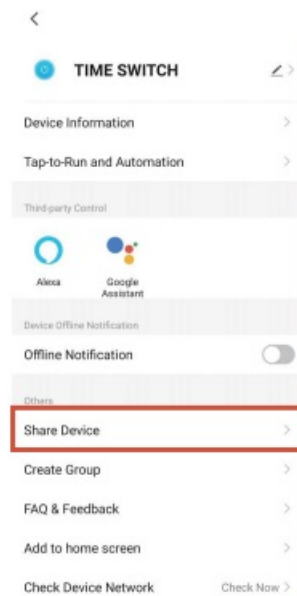 TIME SWITCH
Device Information
Tap-to-Run and Automation
Third-party Control
Alexa
Google
Assistant
Device Offline Notification
Offline Notification
Others
Share Device
Create Group
FAQ & Feedback
Add to home screen
Check Device Network Check Now